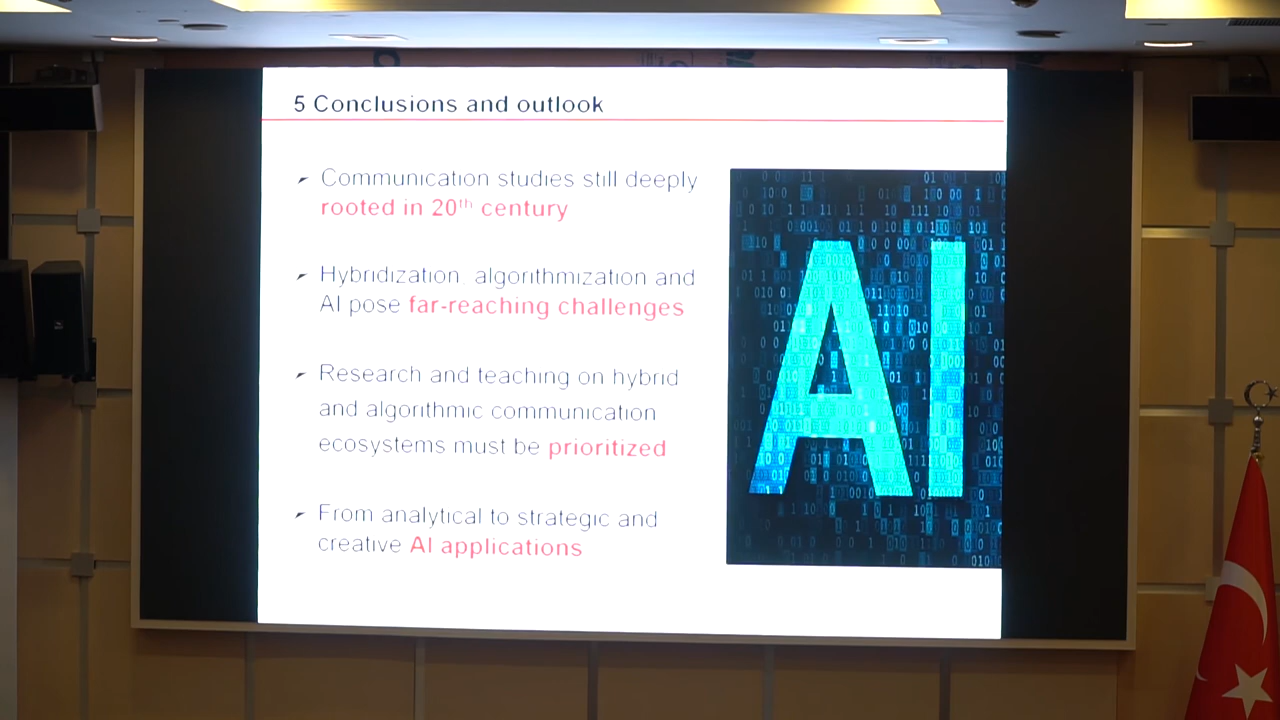 5 Conclusions and outlook
Communication studies still deeply
rooted in 20th century
Hybridization, algorithmization and
AI pose far-reaching challenges
Research and teaching on hybrid
and algorithmic communication
ecosystems must be prioritized
From analytical to strategic and
creative AI applications
AI